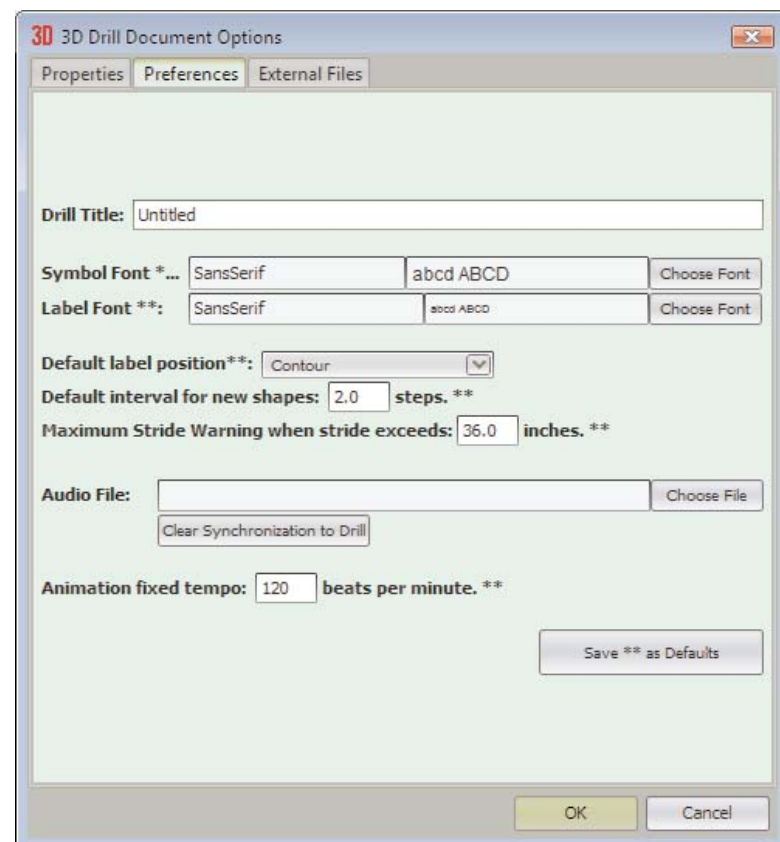 3D 3D Drill Document Options
Properties Preferences External Files
Drill Title: Untitled
Symbol Font *... SansSerif abcd ABCD Choose Font
Label Font **: SansSerif abcd ABCD Choose Font
Default label position**: Contour
Default interval for new shapes: 2.0 steps. **
Maximum Stride Warning when stride exceeds: 36.0 inches. **
Audio File: Choose File
Clear Synchronization to Drill
Animation fixed tempo: 120 beats per minute. **
Save ** as Defaults
OK Cancel